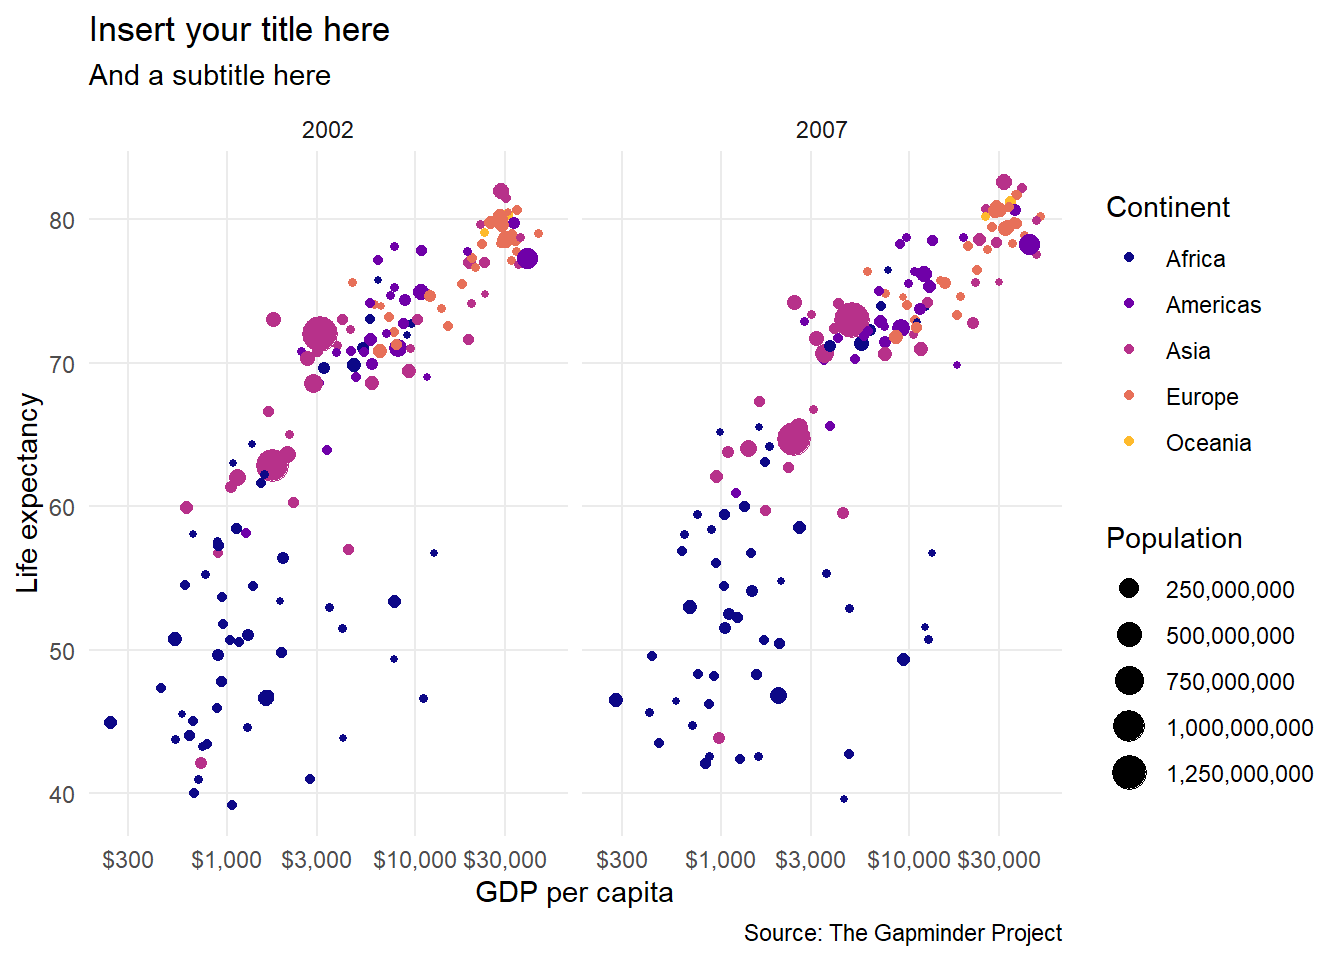 Insert your title here
And a subtitle here
2002
2007
80
70
60
50
40
Life expectancy
$300 $1,000 $3,000 $10,000 $30,000
$300 $1,000 $3,000 $10,000 $30,000
GDP per capita
Source: The Gapminder Project
Continent
Africa
Americas
Asia
Europe
Oceania
Population
250,000,000
500,000,000
750,000,000
1,000,000,000
1,250,000,000